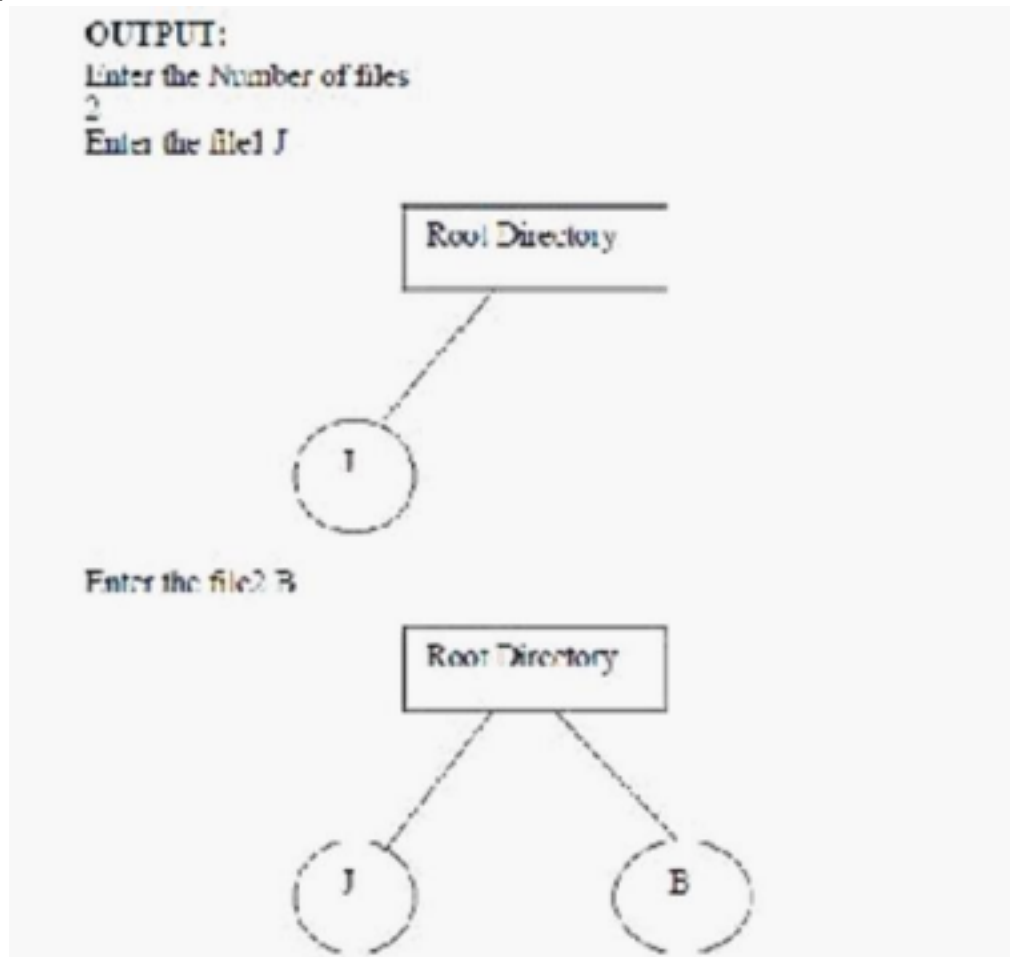 OUTPUT:
Enter the Number of files
2
Enter the file1 J
Root Directory
J
Enter the file2 B
Root Directory
J
B